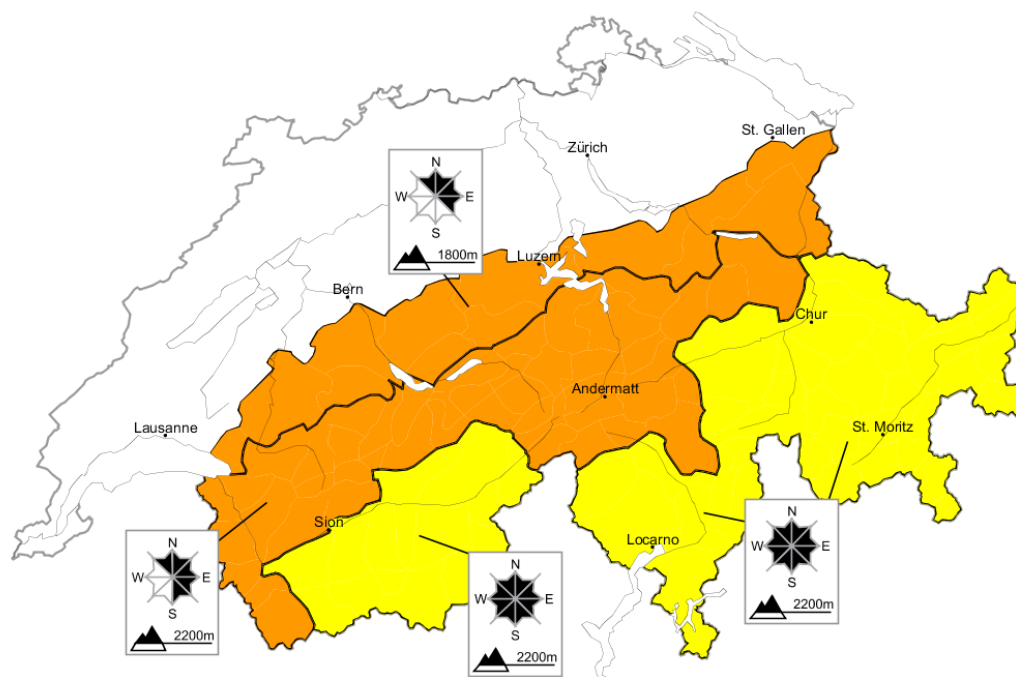 St. Gallen
Zürich
N
W E
S
1800m
Luzern
Bern
Chur
Andermatt
Lausanne
St. Moritz
Sion
Locarno
N
W E
S
2200m
N
W E
S
2200m
N
W E
S
2200m